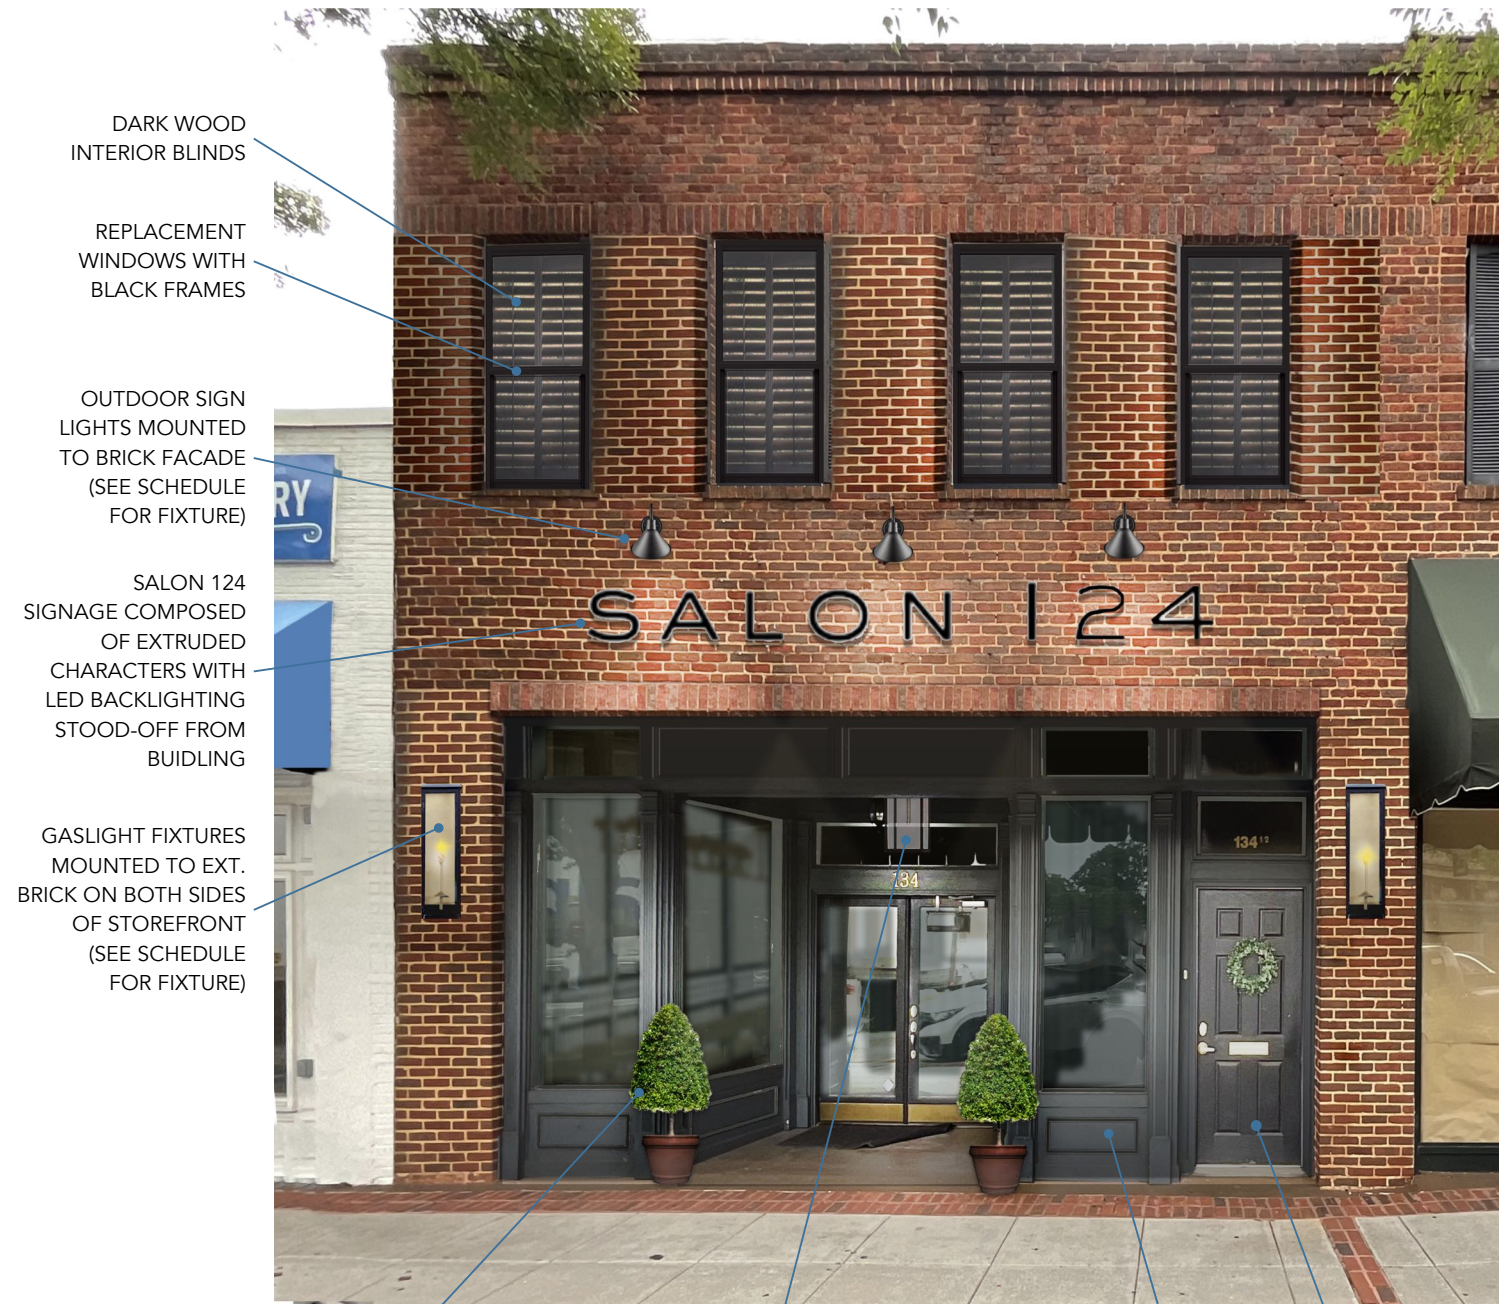 DARK WOOD
INTERIOR BLINDS
REPLACEMENT
WINDOWS WITH
BLACK FRAMES
OUTDOOR SIGN
LIGHTS MOUNTED
TO BRICK FACADE
(SEE SCHEDULE
FOR FIXTURE)
SALON 124
SIGNAGE COMPOSED
OF EXTRUDED
CHARACTERS WITH
LED BACKLIGHTING
STOOD-OFF FROM
BUIDLING
GASLIGHT FIXTURES
MOUNTED TO EXT.
BRICK ON BOTH SIDES
OF STOREFRONT
(SEE SCHEDULE
FOR FIXTURE)
RY
SALON 124
134 1/2
134